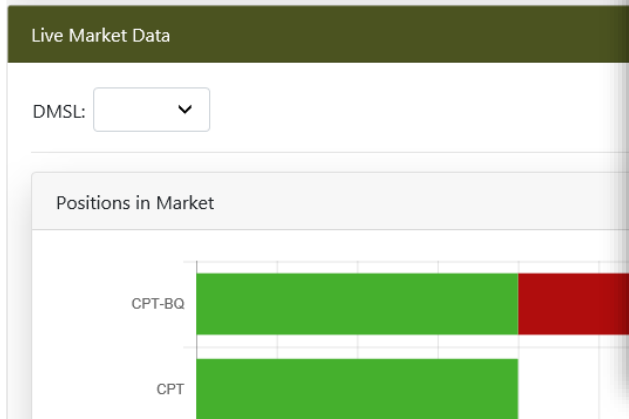 Live Market Data
DMSL:
Positions in Market
CPT-BQ
CPT